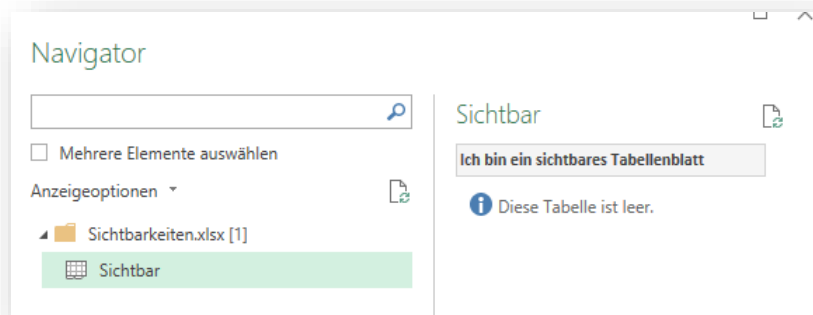 Navigator
Mehrere Elemente auswählen
Anzeigeoptionen
Sichtbarkeiten.xlsx [1]
Sichtbar
Sichtbar
Ich bin ein sichtbares Tabellenblatt
Diese Tabelle ist leer.